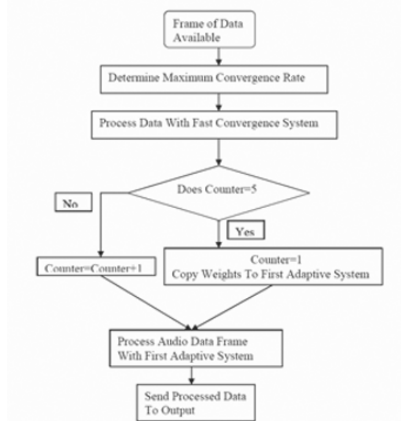 Frame of Data
Available
Determine Maximum Convergence Rate
Process Data With Fast Convergence System
Does Counter=5
No
Yes
Counter=Counter+1
Counter=1
Copy Weights To First Adaptive System
Process Audio Data Frame
With First Adaptive System
Send Processed Data
To Output